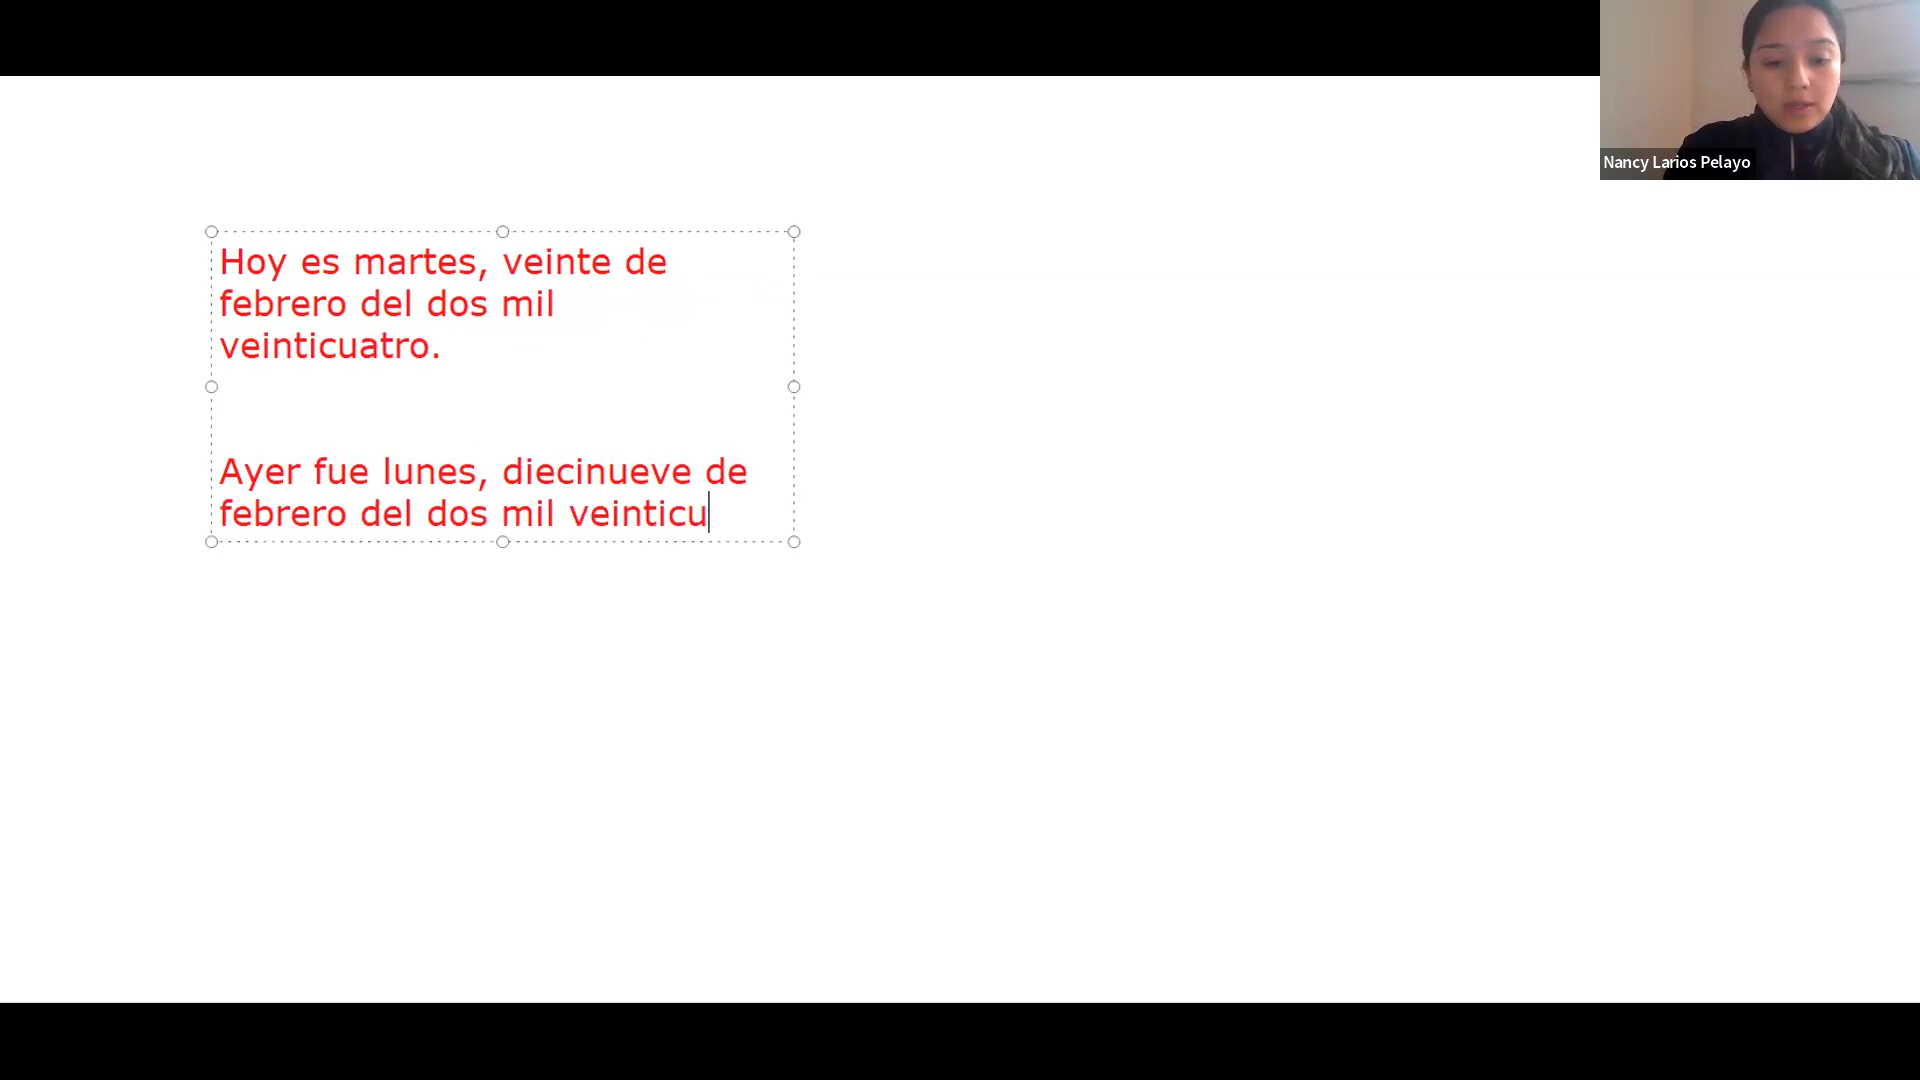 Nancy Larios Pelayo
Hoy es martes, veinte de
febrero del dos mil
veinticuatro.
Ayer fue lunes, diecinueve de
febrero del dos mil veinticu